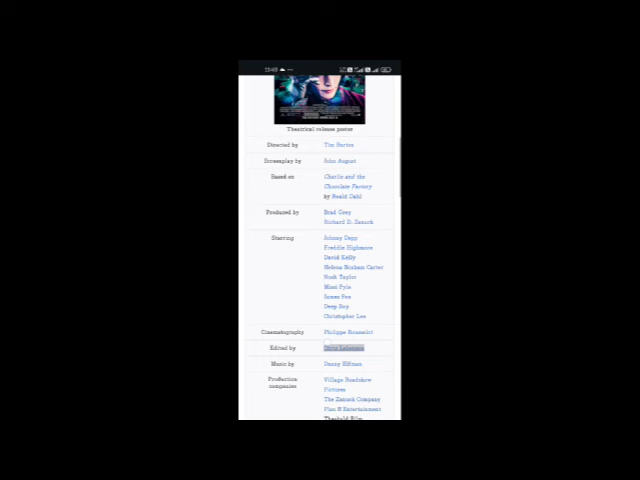 Theatrical release poster
Directed by Tim Burton
Screenplay by John August
Based on Charlie and the
Chocolate Factory
by Roald Dahl
Produced by Brad Grey
Richard D. Zanuck
Starring Johnny Depp
Freddie Highmore
David Kelly
Helena Bonham Carter
Noah Taylor
Missi Pyle
James Fox
Deep Roy
Christopher Lee
Cinematography Philippe Rousselot
Edited by Chris Lebenzon
Music by Danny Elfman
Production
companies
Village Roadshow
Pictures
The Zanuck Company
Plan B Entertainment